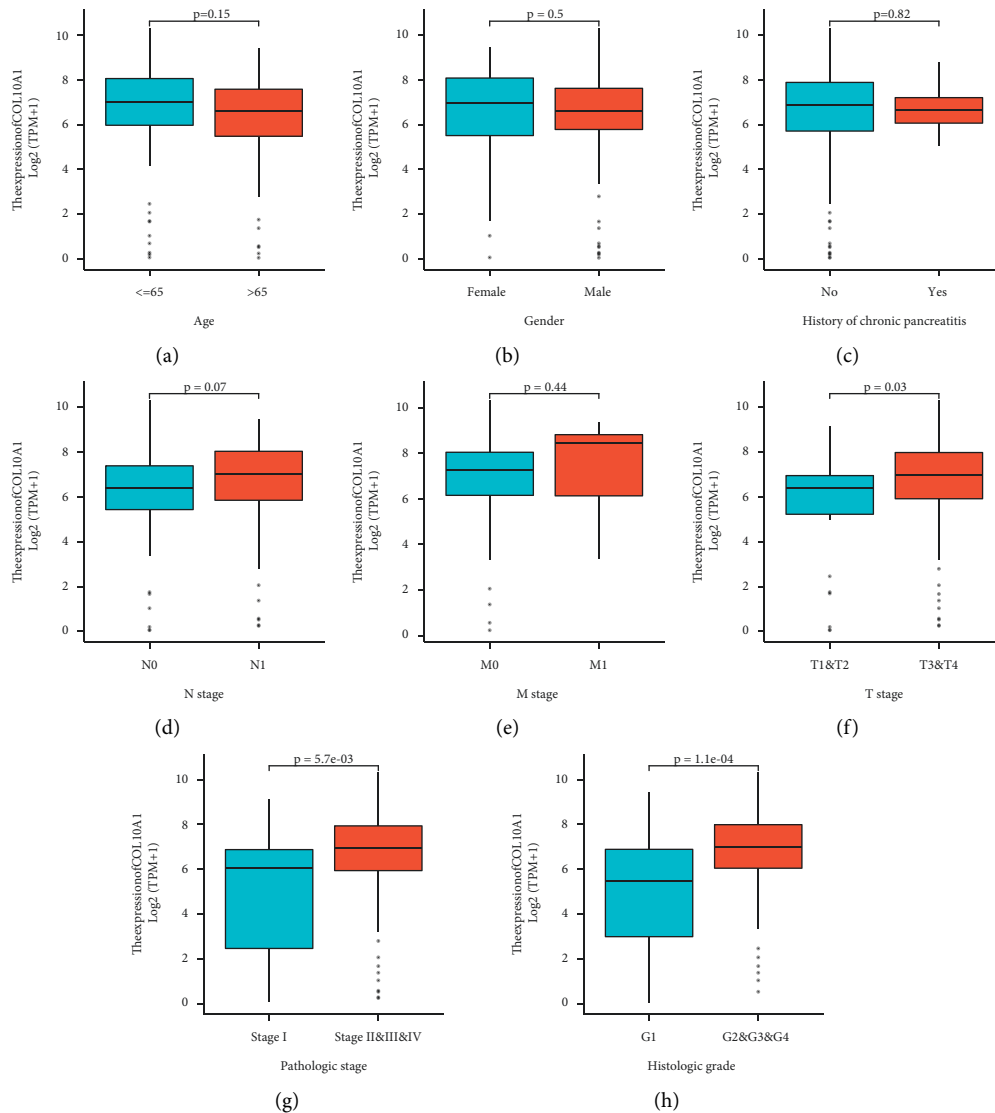 p=0.15
10
8
6
4
2
0
TheexpressionofCOL10A1
Log2 (TPM+1)
<=65 >65
Age
(a)
p = 0.5
10
8
6
4
2
0
TheexpressionofCOL10A1
Log2 (TPM+1)
Female Male
Gender
(b)
p=0.82
10
8
6
4
2
0
TheexpressionofCOL10A1
Log2 (TPM+1)
No Yes
History of chronic pancreatitis
(c)
p = 0.07
10
8
6
4
2
0
TheexpressionofCOL10A1
Log2 (TPM+1)
N0 N1
N stage
(d)
p = 0.44
10
8
6
4
2
0
TheexpressionofCOL10A1
Log2 (TPM+1)
M0 M1
M stage
(e)
p = 0.03
10
8
6
4
2
0
TheexpressionofCOL10A1
Log2 (TPM+1)
T1&T2 T3&T4
T stage
(f)
p = 5.7e-03
10
8
6
4
2
0
TheexpressionofCOL10A1
Log2 (TPM+1)
Stage I Stage II&III&IV
Pathologic stage
(g)
p = 1.1e-04
10
8
6
4
2
0
TheexpressionofCOL10A1
Log2 (TPM+1)
G1 G2&G3&G4
Histologic grade
(h)